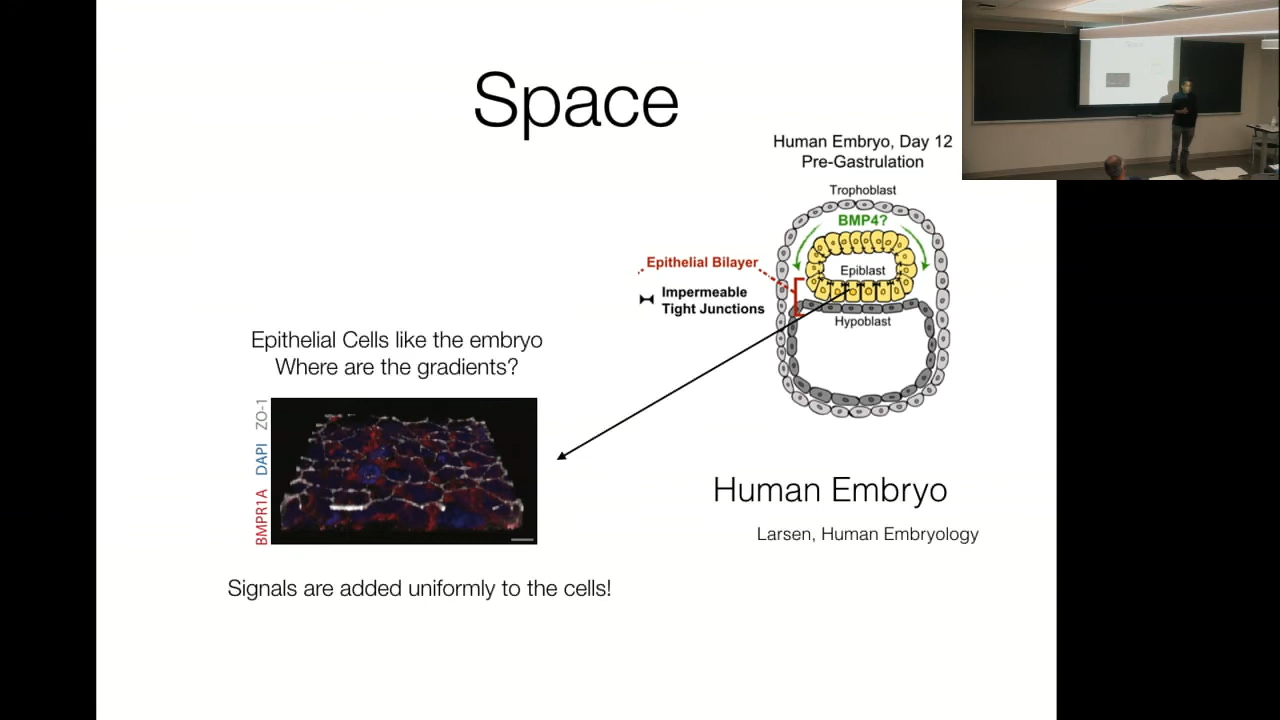 Space
Human Embryo, Day 12
Pre-Gastrulation
Trophoblast
BMP4?
Epithelial Bilayer
Epiblast
Impermeable
Tight Junctions
Hypoblast
Epithelial Cells like the embryo
Where are the gradients?
BMPR1A DAPI ZO-1
Human Embryo
Larsen, Human Embryology
Signals are added uniformly to the cells!